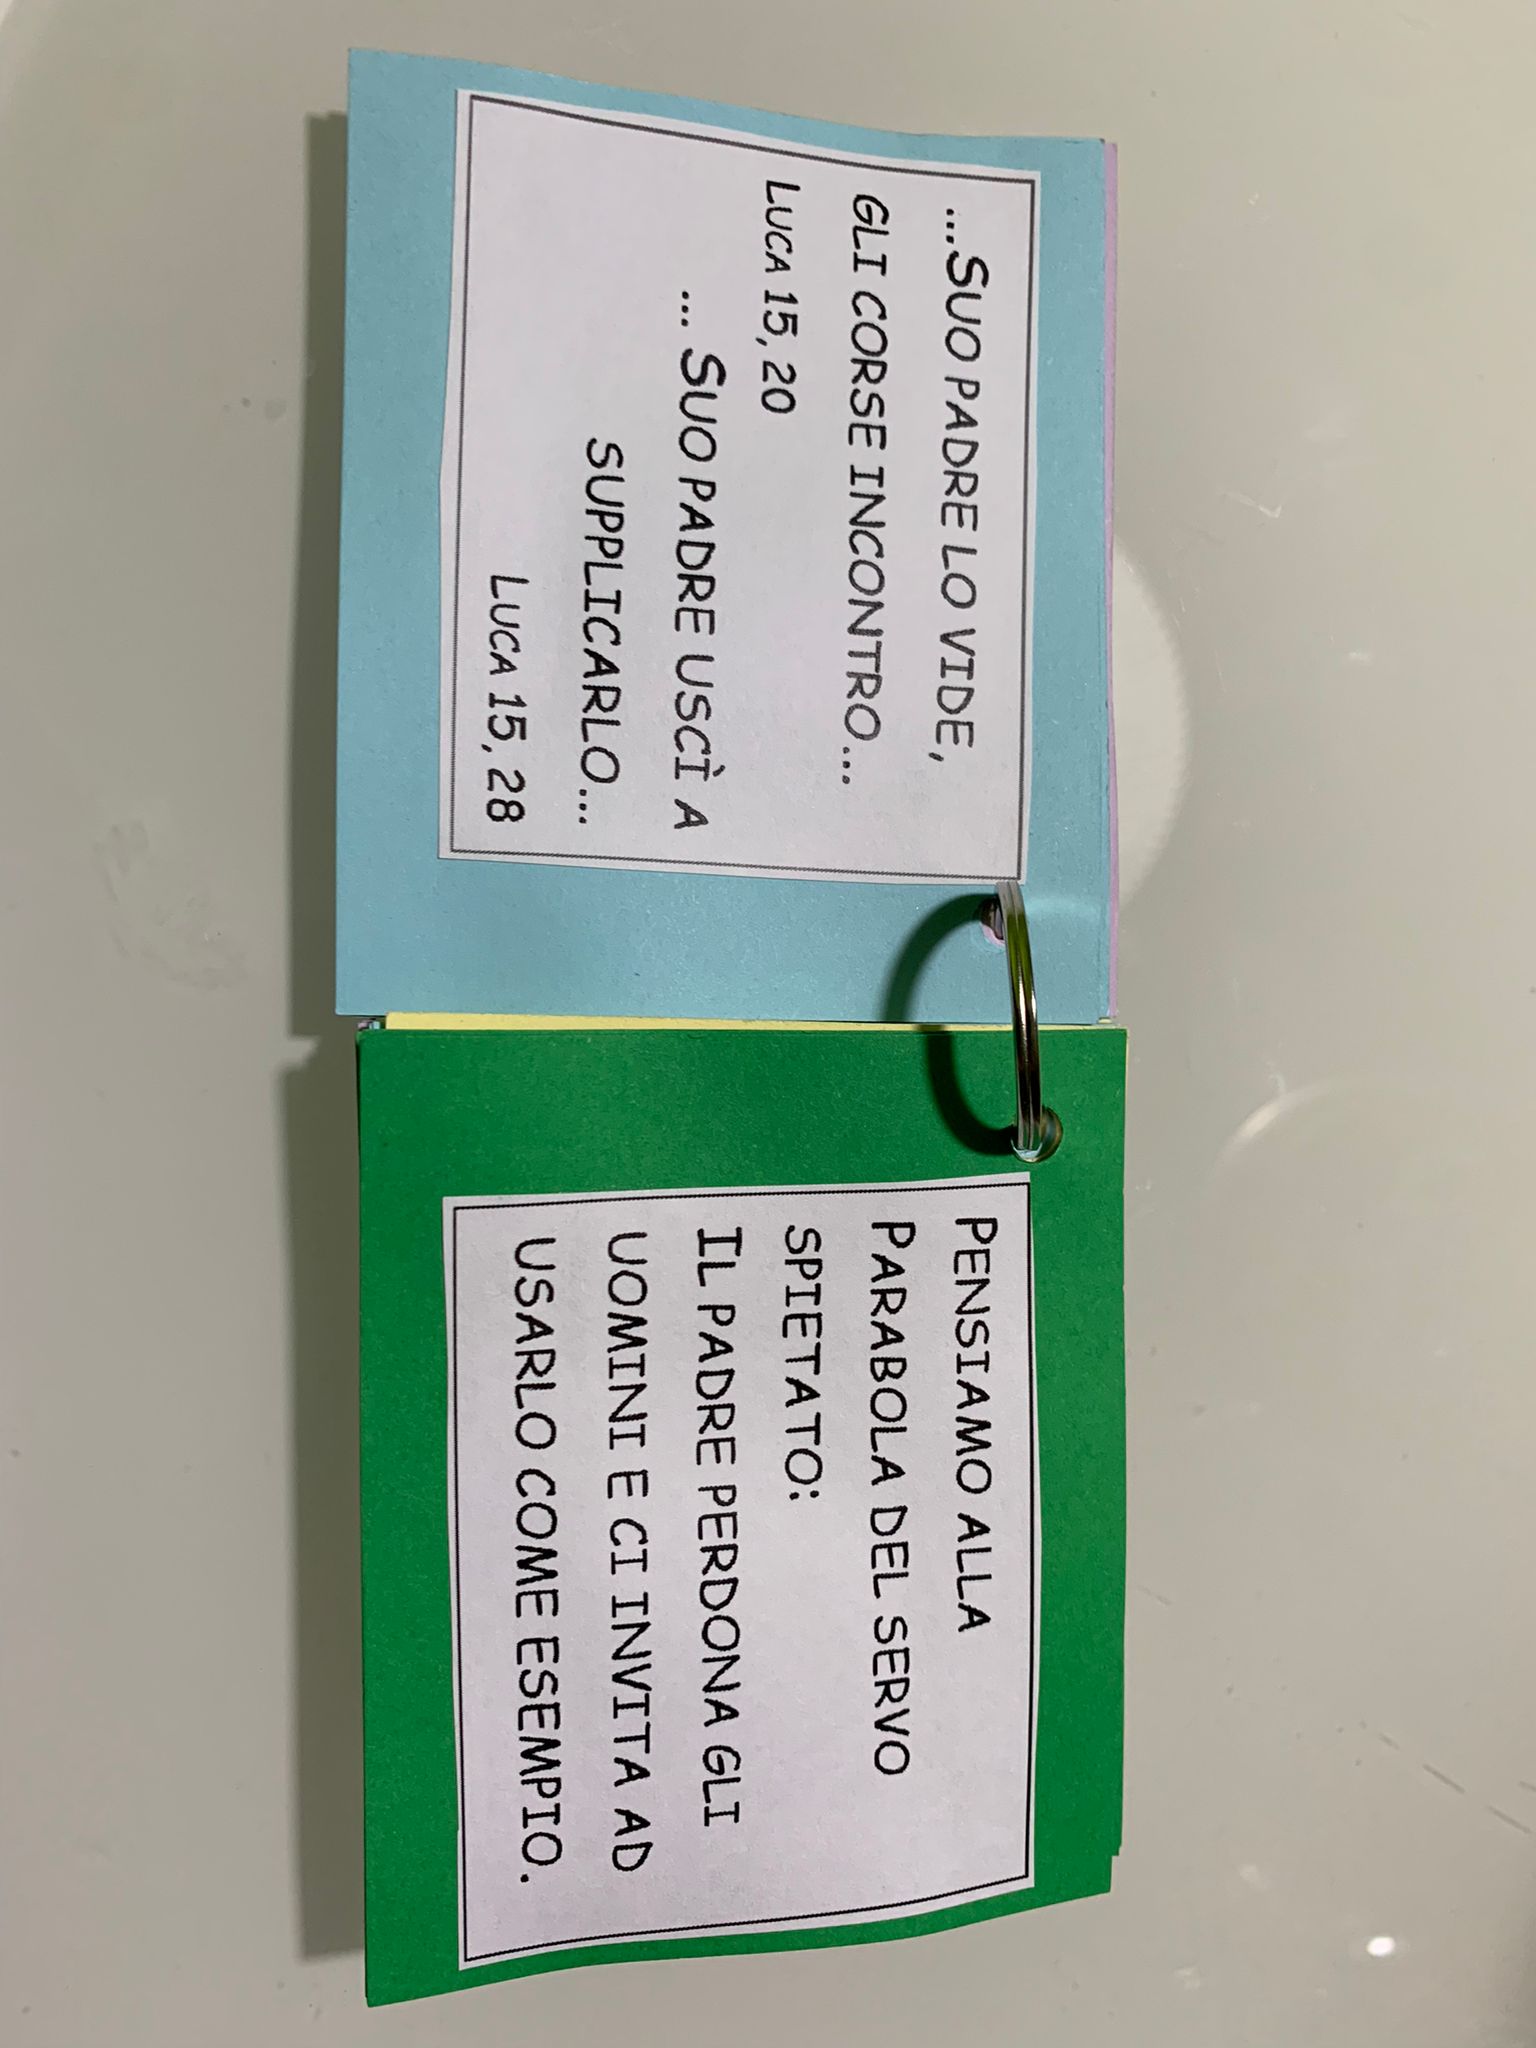 ...SUO PADRE LO VIDE,
GLI CORSE INCONTRO...
LUCA 15, 20
... SUO PADRE USCÌ A
SUPPLICARLO...
LUCA 15, 28
PENSIAMO ALLA
PARABOLA DEL SERVO
SPIETATO:
IL PADRE PERDONA GLI
UOMINI E CI INVITA AD
USARLO COME ESEMPIO.